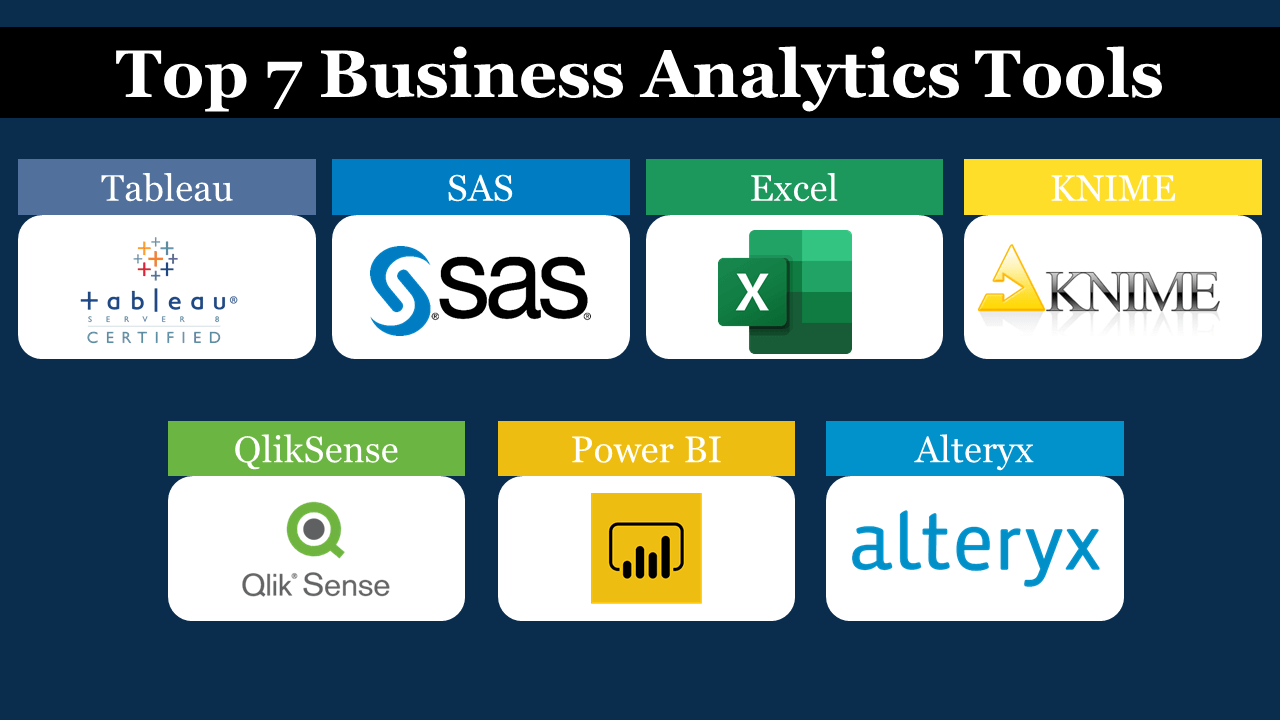 Top 7 Business Analytics Tools
Tableau
SAS
Excel
KNIME
tableau®
SERVER 8
CERTIFIED
®sas®
X
KNIME
QlikSense
Power BI
Alteryx
Qlik® Sense
alteryx